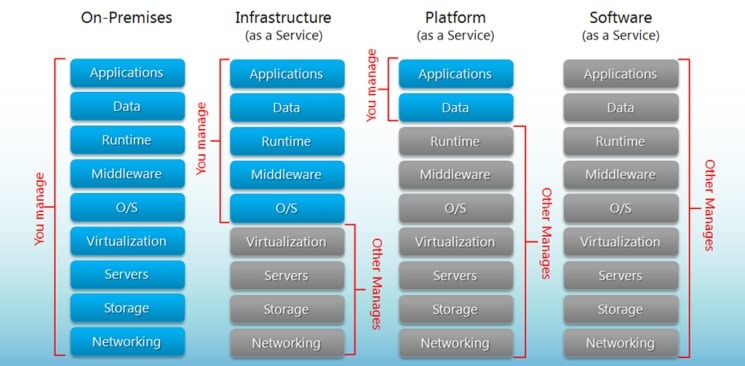 On-Premises
You manage
Applications
Data
Runtime
Middleware
O/S
Virtualization
Servers
Storage
Networking
Infrastructure
(as a Service)
You manage
Applications
Data
Runtime
Middleware
O/S
Virtualization
Servers
Storage
Networking
Other Manages
Platform
(as a Service)
You manage
Applications
Data
Runtime
Middleware
O/S
Virtualization
Servers
Storage
Networking
Other Manages
Software
(as a Service)
Applications
Data
Runtime
Middleware
O/S
Virtualization
Servers
Storage
Networking
Other Manages